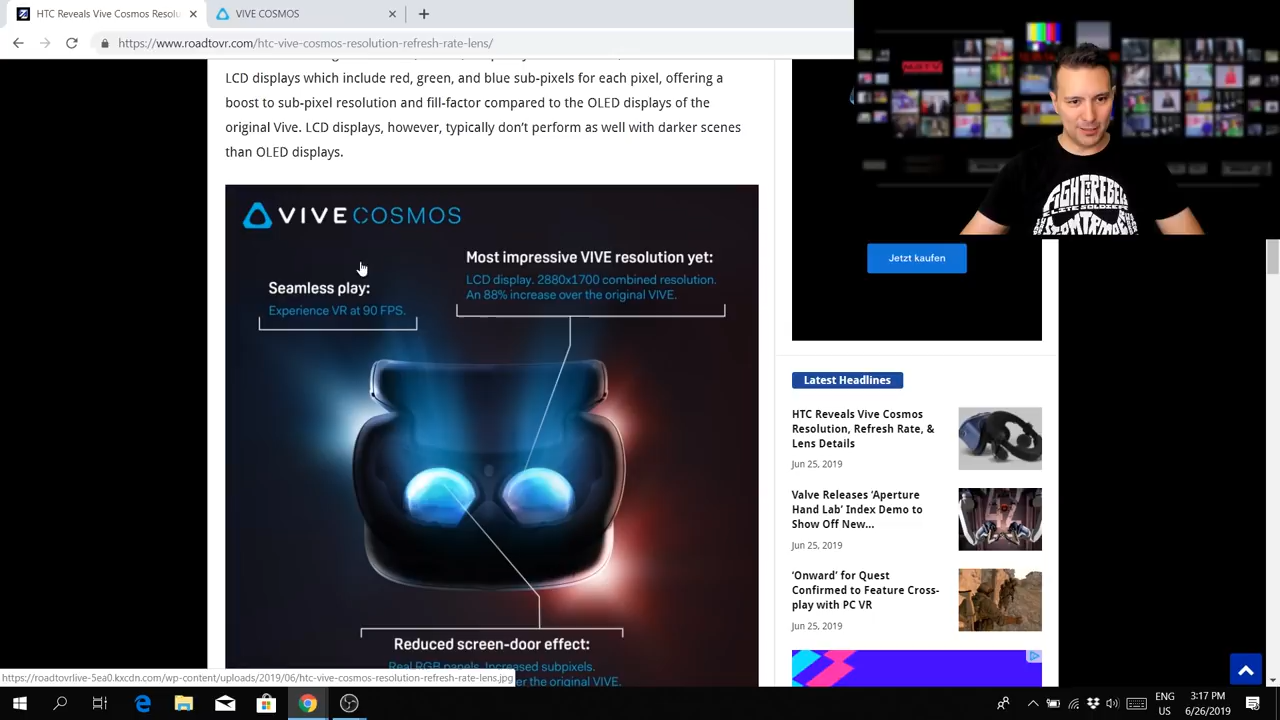 HTC Reveals Vive Cosmos Resolu
VIVE COSMOS
https://www.roadtovr.com/htc-vive-cosmos-resolution-refresh-rate-lens/
LCD displays which include red, green, and blue sub-pixels for each pixel, offering a
boost to sub-pixel resolution and fill-factor compared to the OLED displays of the
original Vive. LCD displays, however, typically don't perform as well with darker scenes
than OLED displays.
VIVE COSMOS
Most impressive VIVE resolution yet:
LCD display. 2880x1700 combined resolution.
An 88% increase over the original VIVE.
Seamless play:
Experience VR at 90 FPS.
Reduced screen-door effect:
Real RGB panels. Increased subpixels.
er the original VIVE.
FIGHT THE REBEL
ELITE SOLDIER
Jetzt kaufen
Latest Headlines
HTC Reveals Vive Cosmos
Resolution, Refresh Rate, &
Lens Details
Jun 25, 2019
Valve Releases ‘Aperture
Hand Lab’ Index Demo to
Show Off New...
Jun 25, 2019
‘Onward’ for Quest
Confirmed to Feature Cross-
play with PC VR
Jun 25, 2019
https://roadtovrlive-5ea0.kxcdn.com/wp-content/uploads/2019/06/htc-vive-cosmos-resolution-refresh-rate-lens.jpg
ENG
US
3:17 PM
6/26/2019